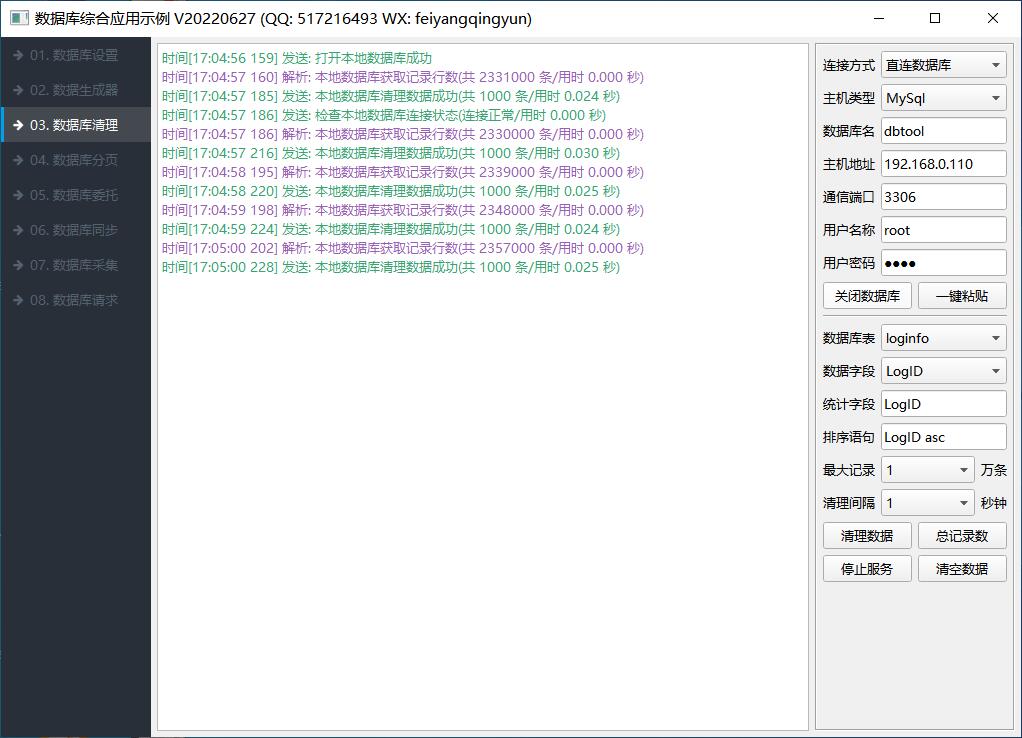 数据库综合应用示例 V20220627 (QQ: 517216493 WX: feiyangqingyun)
01. 数据库设置
02. 数据生成器
03. 数据库清理
04. 数据库分页
05. 数据库委托
06. 数据库同步
07. 数据库采集
08. 数据库请求
时间[17:04:56 159] 发送: 打开本地数据库成功
时间[17:04:57 160] 解析: 本地数据库获取记录行数(共 2331000 条/用时 0.000 秒)
时间[17:04:57 185] 发送: 本地数据库清理数据成功(共 1000 条/用时 0.024 秒)
时间[17:04:57 186] 发送: 检查本地数据库连接状态(连接正常/用时 0.000 秒)
时间[17:04:57 186] 解析: 本地数据库获取记录行数(共 2330000 条/用时 0.000 秒)
时间[17:04:57 216] 发送: 本地数据库清理数据成功(共 1000 条/用时 0.030 秒)
时间[17:04:58 195] 解析: 本地数据库获取记录行数(共 2339000 条/用时 0.000 秒)
时间[17:04:58 220] 发送: 本地数据库清理数据成功(共 1000 条/用时 0.025 秒)
时间[17:04:59 198] 解析: 本地数据库获取记录行数(共 2348000 条/用时 0.000 秒)
时间[17:04:59 224] 发送: 本地数据库清理数据成功(共 1000 条/用时 0.024 秒)
时间[17:05:00 202] 解析: 本地数据库获取记录行数(共 2357000 条/用时 0.000 秒)
时间[17:05:00 228] 发送: 本地数据库清理数据成功(共 1000 条/用时 0.025 秒)
连接方式 直连数据库
主机类型 MySql
数据库名 dbtool
主机地址 192.168.0.110
通信端口 3306
用户名称 root
用户密码 ●●●●
关闭数据库 一键粘贴
数据库表 loginfo
数据字段 LogID
统计字段 LogID
排序语句 LogID asc
最大记录 1 万条
清理间隔 1 秒钟
清理数据 总记录数
停止服务 清空数据